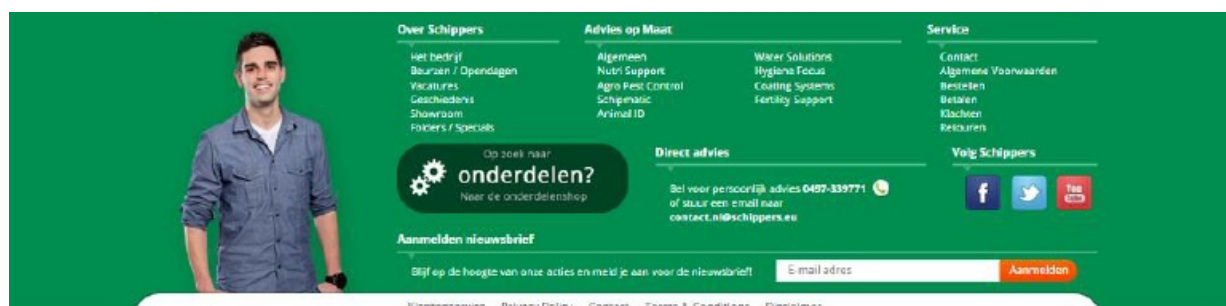 Over Schippers
Het bedrijf
Beurzen / Opendagen
Vacatures
Geschiedenis
Showroom
Folders / Specials
Advies op Maat
Algemeen
Nutri Support
Agro Pest Control
Schipmatic
Animal ID
Water Solutions
Hygiene Focus
Coating Systems
Fertility Support
Service
Contact
Algemene Voorwaarden
Bestellen
Betalen
Klachten
Retouren
Op zoek naar
onderdelen?
Naar de onderdelenshop
Direct advies
Bel voor persoonlijk advies 0497-339771
of stuur een email naar
contact.nl@schippers.eu
Volg Schippers
f
You
Tube
Aanmelden nieuwsbrief
Blijf op de hoogte van onze acties en meld je aan voor de nieuwsbrief!
E-mail adres
Aanmelden
Klantenservice Privacy Policy Contact Terms & Conditions Disclaimer